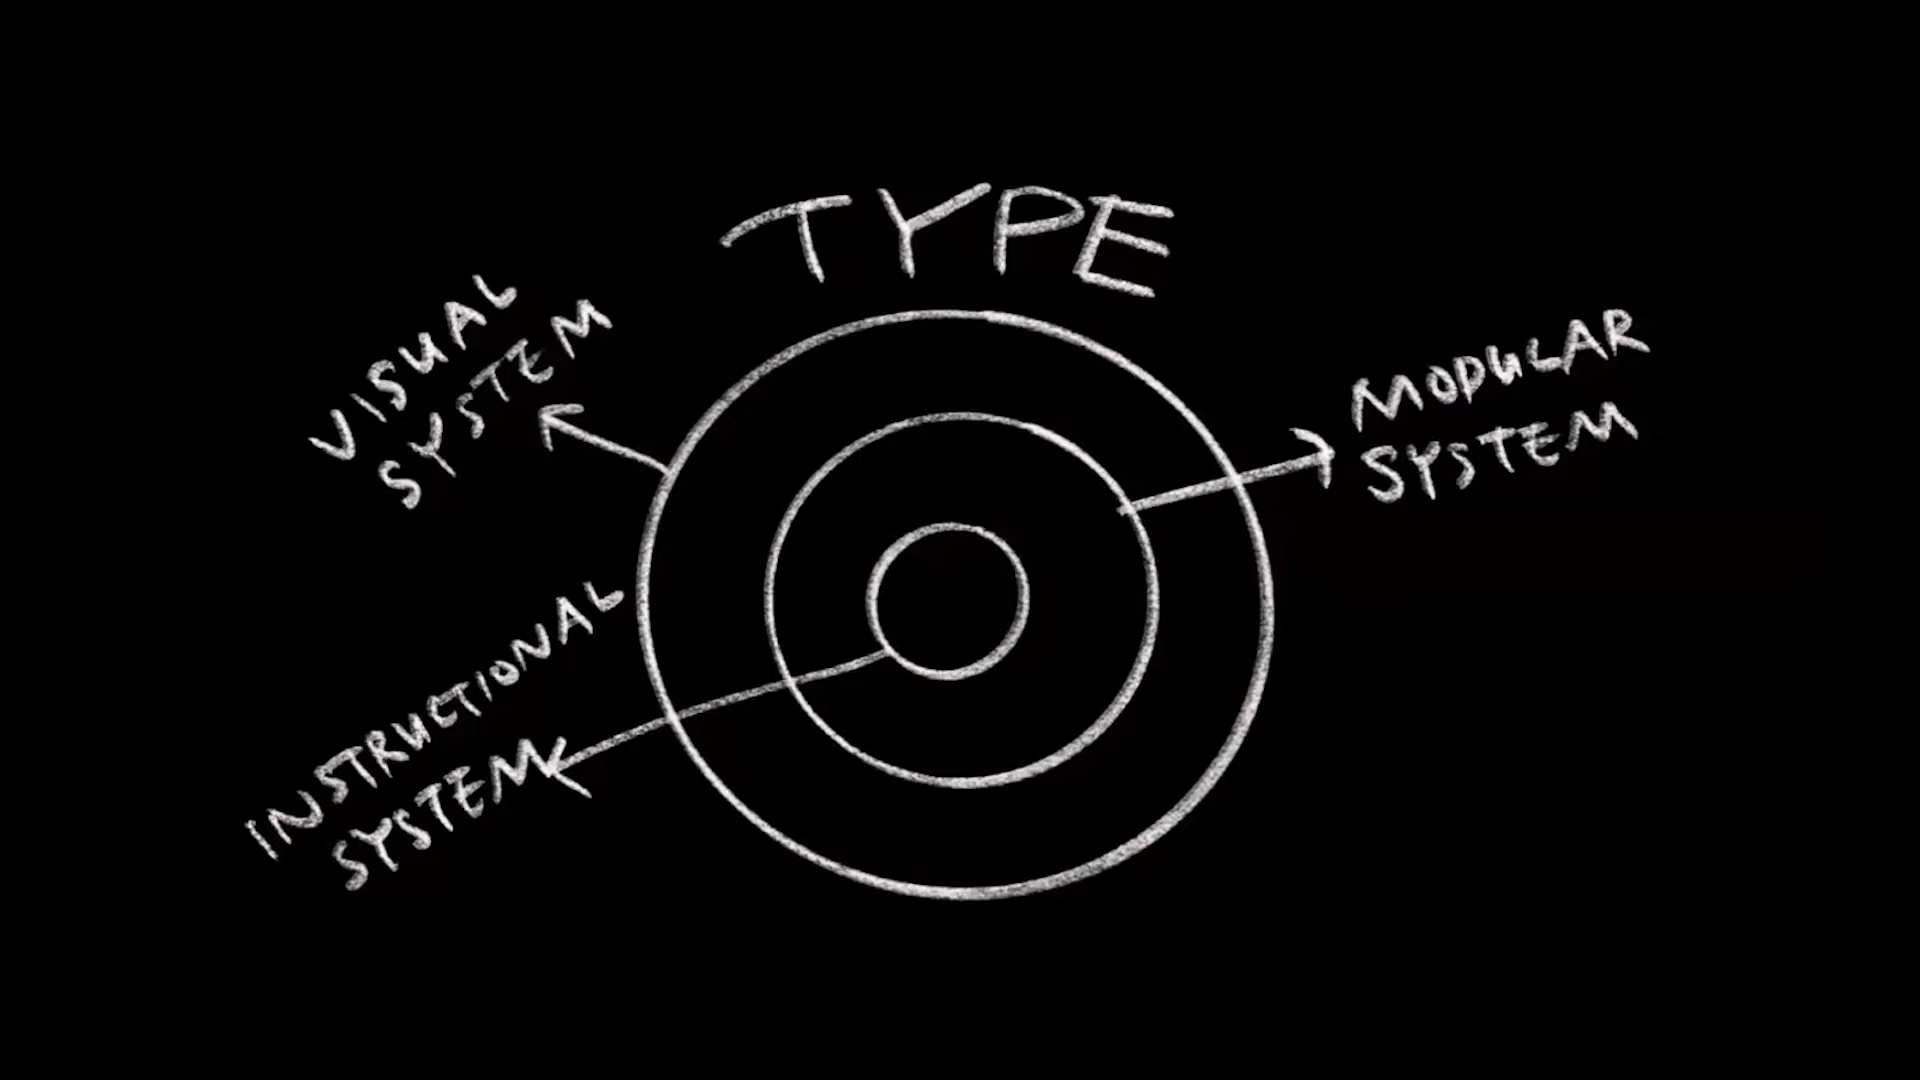 TYPE
VISUAL
SYSTEM
MODULAR
SYSTEM
INSTRUCTIONAL
SYSTEM